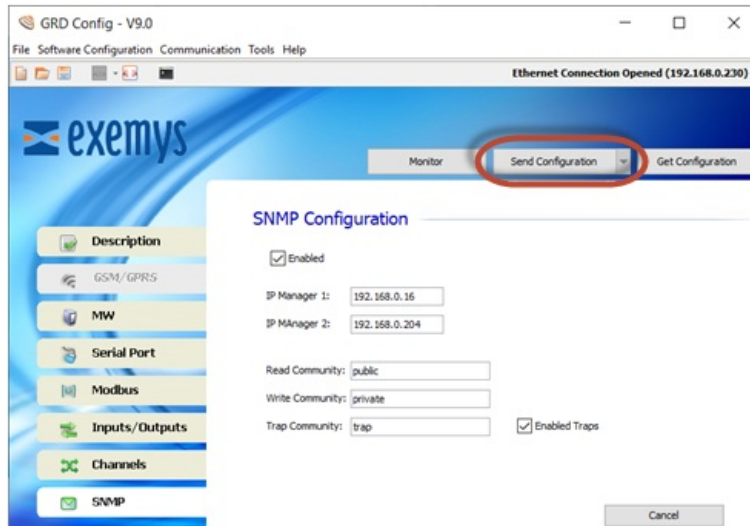 GRD Config - V9.0
File Software Configuration Communication Tools Help
Ethernet Connection Opened (192.168.0.230)
exemys
Monitor
Send Configuration
Get Configuration
SNMP Configuration
Description
Enabled
GSM/GPRS
IP Manager 1: 192.168.0.16
MW
IP MAnager 2: 192.168.0.204
Serial Port
Read Community: public
Modbus
Write Community: private
Inputs/Outputs
Trap Community: trap
Enabled Traps
Channels
SNMP
Cancel